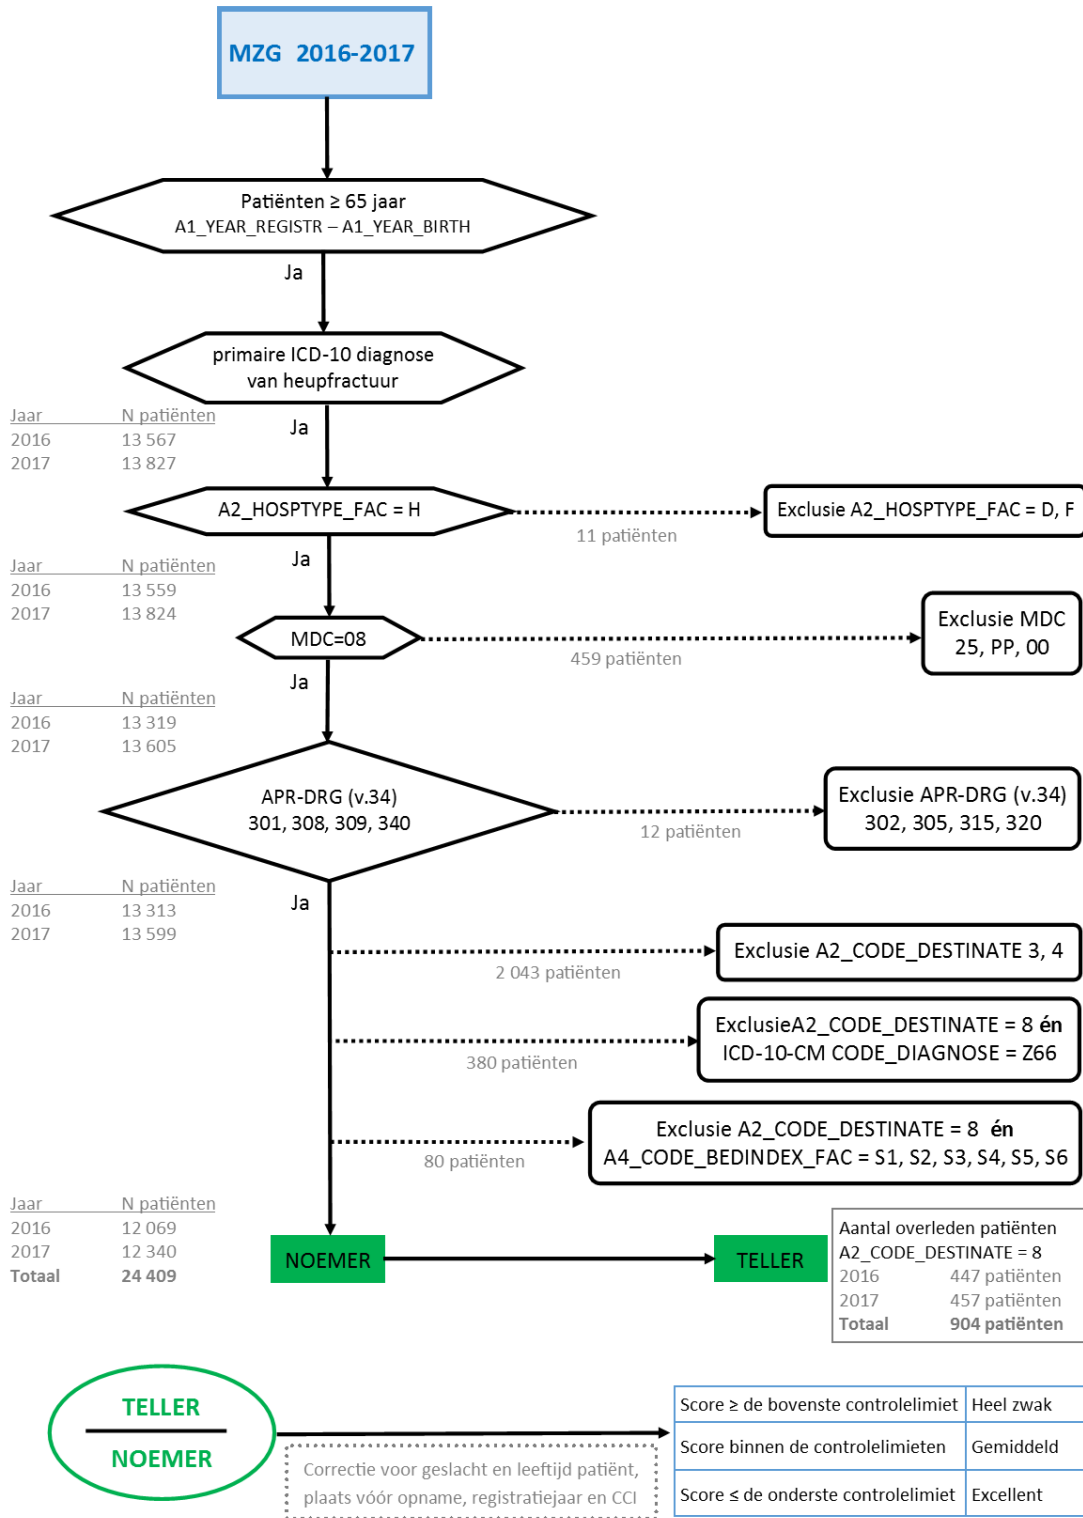 MZG 2016-2017
Patiënten ≥ 65 jaar
A1_YEAR_REGISTR – A1_YEAR_BIRTH
Ja
primaire ICD-10 diagnose
van heupfractuur
Jaar N patiënten
2016 13 567
2017 13 827
Ja
A2_HOSPTYPE_FAC = H
11 patiënten
Exclusie A2_HOSPTYPE_FAC = D, F
Jaar N patiënten
2016 13 559
2017 13 824
Ja
MDC=08
459 patiënten
Exclusie MDC
25, PP, 00
Jaar N patiënten
2016 13 319
2017 13 605
Ja
APR-DRG (v.34)
301, 308, 309, 340
12 patiënten
Exclusie APR-DRG (v.34)
302, 305, 315, 320
Jaar N patiënten
2016 13 313
2017 13 599
Ja
2 043 patiënten
Exclusie A2_CODE_DESTINATE 3, 4
380 patiënten
ExclusieA2_CODE_DESTINATE = 8 én
ICD-10-CM CODE_DIAGNOSE = Z66
80 patiënten
Exclusie A2_CODE_DESTINATE = 8 én
A4_CODE_BEDINDEX_FAC = S1, S2, S3, S4, S5, S6
Jaar N patiënten
2016 12 069
2017 12 340
Totaal 24 409
NOEMER
TELLER
Aantal overleden patiënten
A2_CODE_DESTINATE = 8
2016 447 patiënten
2017 457 patiënten
Totaal 904 patiënten
TELLER
NOEMER
Correctie voor geslacht en leeftijd patiënt,
plaats vóór opname, registratiejaar en CCI
Score ≥ de bovenste controlelimiet Heel zwak
Score binnen de controlelimieten Gemiddeld
Score ≤ de onderste controlelimiet Excellent